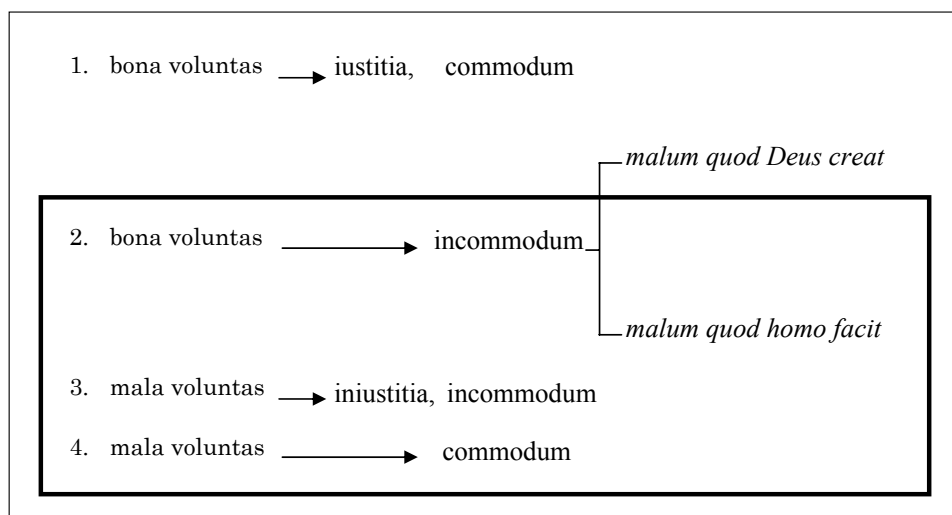 1. bona voluntas iustitia, commodum
malum quod Deus creat
2. bona voluntas incommodum
malum quod homo facit
3. mala voluntas iniustitia, incommodum
4. mala voluntas commodum